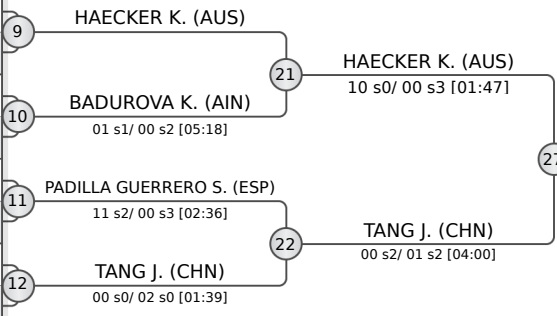 HAECKER K. (AUS)
9
HAECKER K. (AUS)
10 s0/ 00 s3 [01:47]
21
BADUROVA K. (AIN)
01 s1/ 00 s2 [05:18]
10
27
PADILLA GUERRERO S. (ESP)
11 s2/ 00 s3 [02:36]
11
TANG J. (CHN)
00 s2/ 01 s2 [04:00]
22
TANG J. (CHN)
00 s0/ 02 s0 [01:39]
12